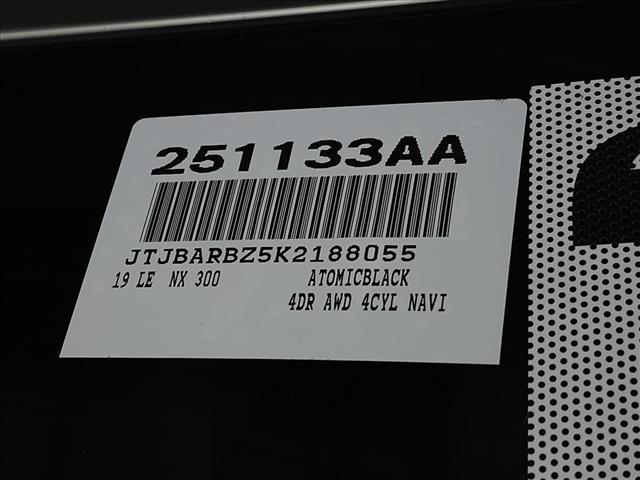 251133AA
JTJBARBZ5K2188055
19 LE NX 300 ATOMICBLACK
4DR AWD 4CYL NAVI